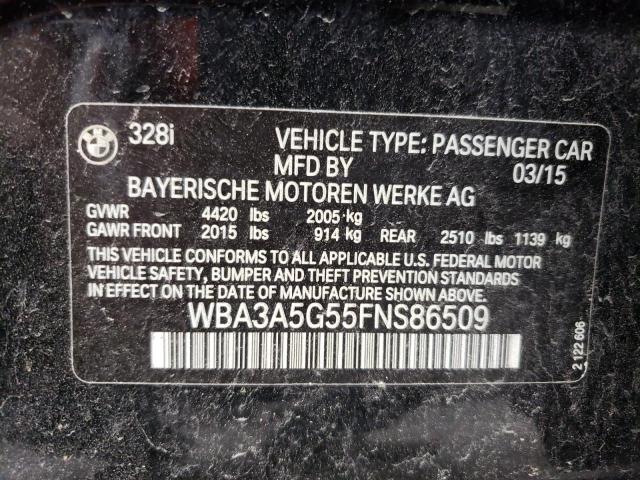 BMW
328i VEHICLE TYPE: PASSENGER CAR
MFD BY 03/15
BAYERISCHE MOTOREN WERKE AG
GVWR 4420 lbs 2005 kg
GAWR FRONT 2015 lbs 914 kg REAR 2510 lbs 1139 kg
THIS VEHICLE CONFORMS TO ALL APPLICABLE U.S. FEDERAL MOTOR
VEHICLE SAFETY, BUMPER AND THEFT PREVENTION STANDARDS
IN EFFECT ON THE DATE OF MANUFACTURE SHOWN ABOVE.
WBA3A5G55FNS86509
2 122 606